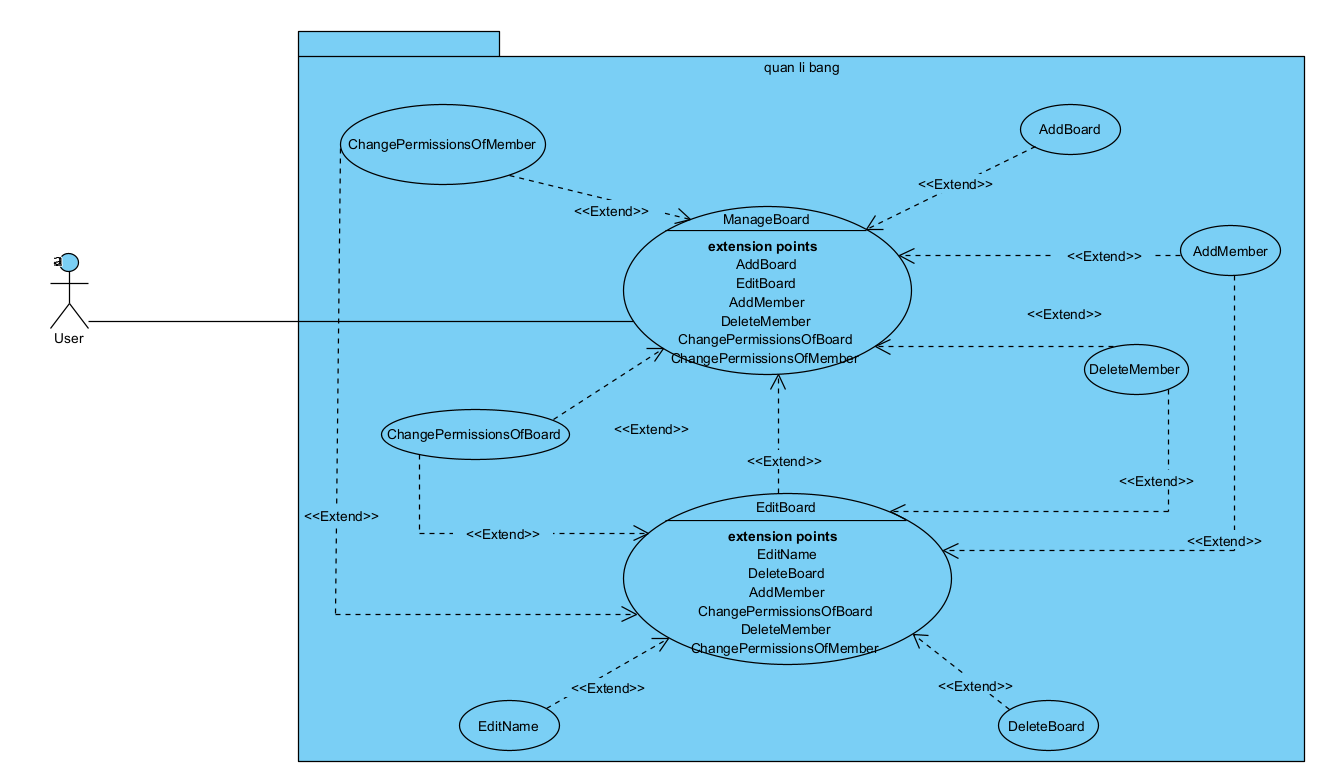 quan li bang
ChangePermissionsOfMember
AddBoard
<<Extend>>
<<Extend>>
ManageBoard
extension points
AddBoard
EditBoard
AddMember
DeleteMember
ChangePermissionsOfBoard
ChangePermissionsOfMember
AddMember
<<Extend>>
a
User
<<Extend>>
DeleteMember
ChangePermissionsOfBoard
<<Extend>>
<<Extend>>
<<Extend>>
<<Extend>>
<<Extend>>
<<Extend>>
EditBoard
extension points
EditName
DeleteBoard
AddMember
ChangePermissionsOfBoard
DeleteMember
ChangePermissionsOfMember
<<Extend>>
<<Extend>>
<<Extend>>
EditName
DeleteBoard